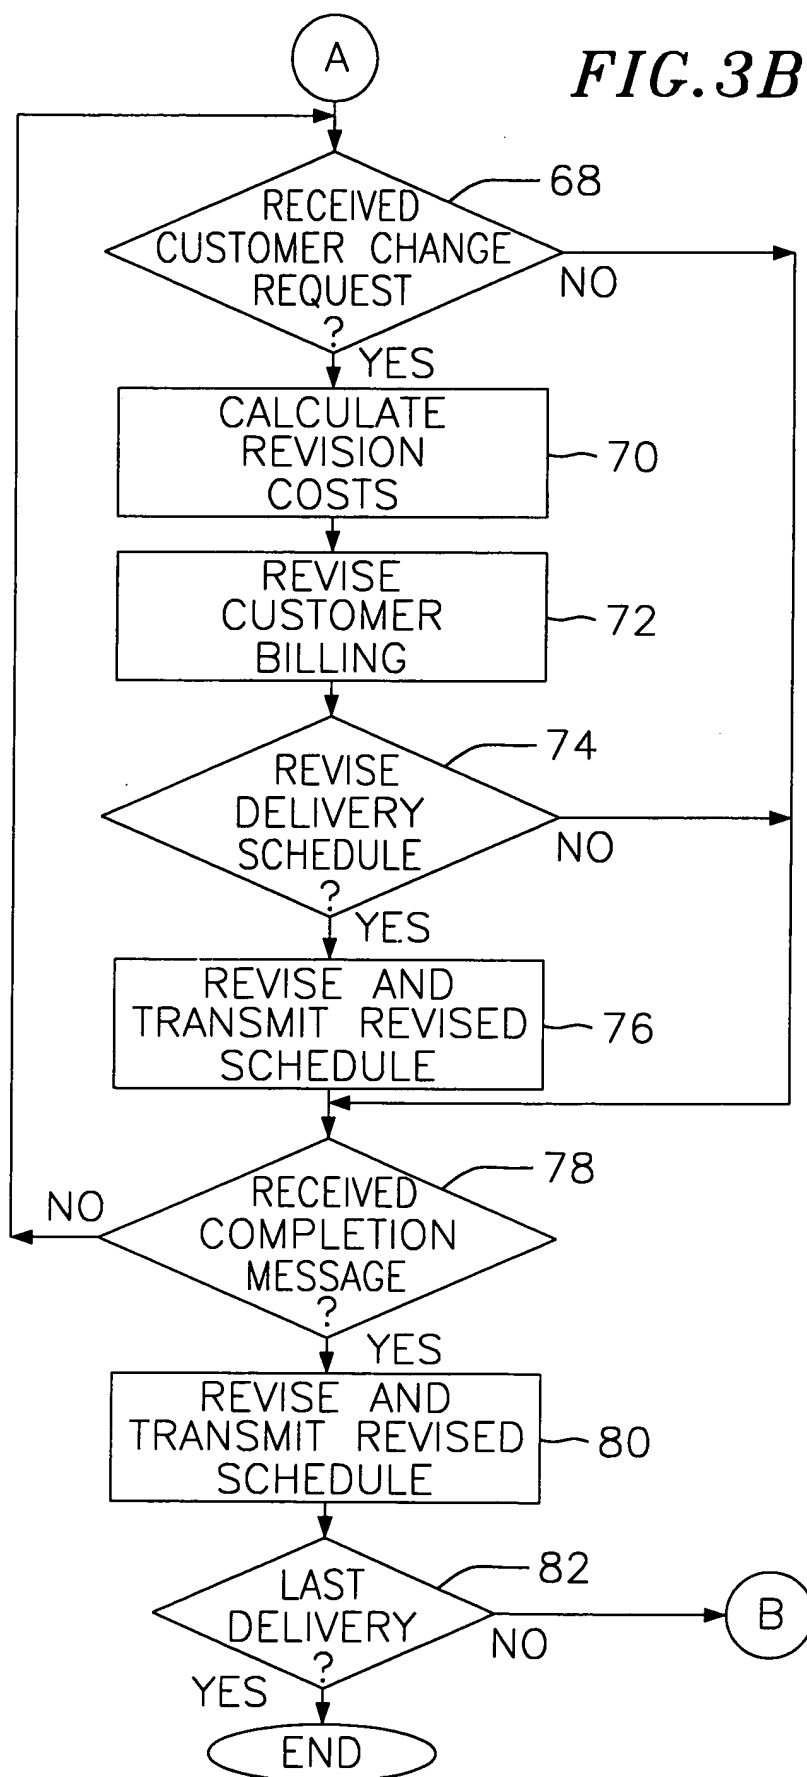 A
FIG.3B
68
RECEIVED
CUSTOMER CHANGE
REQUEST
?
NO
YES
CALCULATE
REVISION
COSTS
70
REVISE
CUSTOMER
BILLING
72
74
REVISE
DELIVERY
SCHEDULE
?
NO
YES
REVISE AND
TRANSMIT REVISED
SCHEDULE
76
78
RECEIVED
COMPLETION
MESSAGE
?
NO
YES
REVISE AND
TRANSMIT REVISED
SCHEDULE
80
82
LAST
DELIVERY
?
NO
B
YES
END